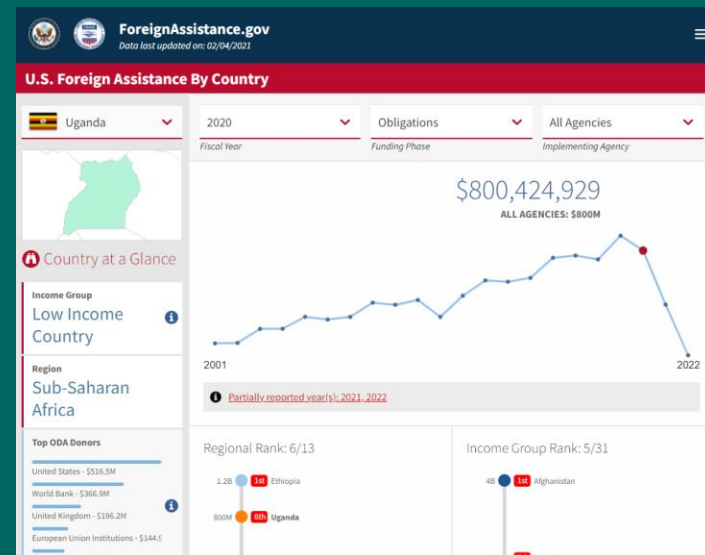 ForeignAssistance.gov
Data last updated on: 02/04/2021
U.S. Foreign Assistance By Country
Uganda
2020
Fiscal Year
Obligations
Funding Phase
All Agencies
Implementing Agency
$800,424,929
ALL AGENCIES: $800M
2001
2022
Partially reported year(s): 2021, 2022
Country at a Glance
Income Group
Low Income
Country
Region
Sub-Saharan
Africa
Top ODA Donors
United States - $516.5M
World Bank - $366.9M
United Kingdom - $196.2M
European Union Institutions - $144.9
Regional Rank: 6/13
1.2B 1st Ethiopia
800M 6th Uganda
Income Group Rank: 5/31
4B 1st Afghanistan